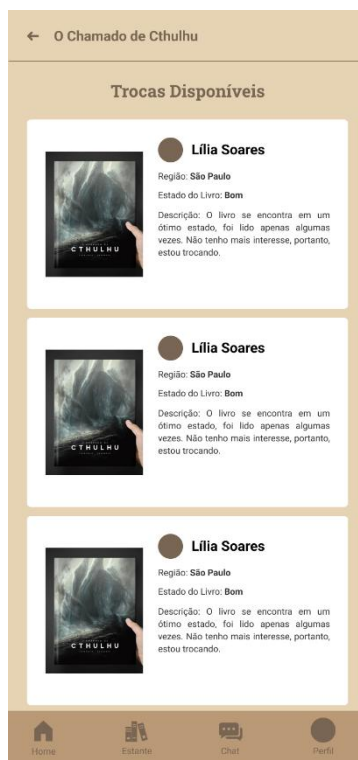 O Chamado de Cthulhu
Trocas Disponíveis
Lília Soares
Região: São Paulo
Estado do Livro: Bom
Descrição: O livro se encontra em um
ótimo estado, foi lido apenas algumas
vezes. Não tenho mais interesse, portanto,
estou trocando.
CTHULHU
Lília Soares
Região: São Paulo
Estado do Livro: Bom
Descrição: O livro se encontra em um
ótimo estado, foi lido apenas algumas
vezes. Não tenho mais interesse, portanto,
estou trocando.
CTHULHU
Lília Soares
Região: São Paulo
Estado do Livro: Bom
Descrição: O livro se encontra em um
ótimo estado, foi lido apenas algumas
vezes. Não tenho mais interesse, portanto,
estou trocando.
CTHULHU
Home
Estante
Chat
Perfil